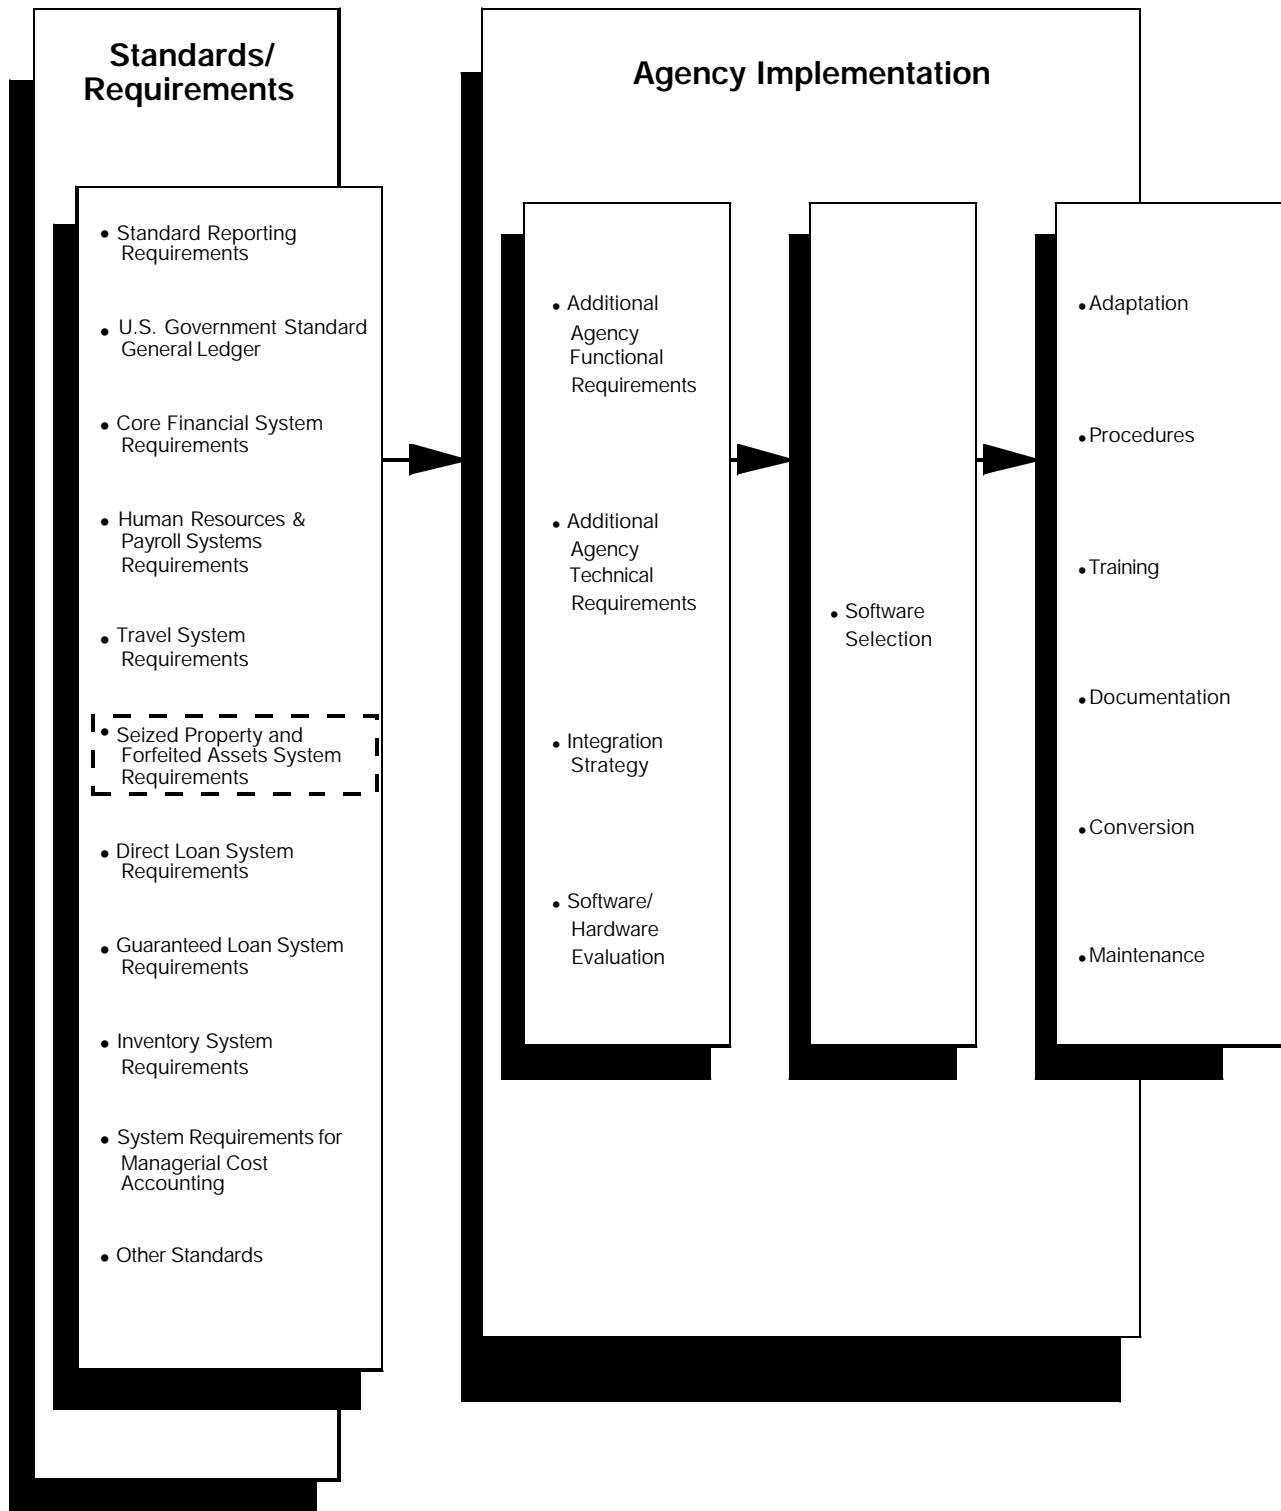 Standards/
Requirements
• Standard Reporting
Requirements
• U.S. Government Standard
General Ledger
• Core Financial System
Requirements
• Human Resources &
Payroll Systems
Requirements
• Travel System
Requirements
• Seized Property and
Forfeited Assets System
Requirements
• Direct Loan System
Requirements
• Guaranteed Loan System
Requirements
• Inventory System
Requirements
• System Requirements for
Managerial Cost
Accounting
• Other Standards
Agency Implementation
• Additional
Agency
Functional
Requirements
• Additional
Agency
Technical
Requirements
• Integration
Strategy
• Software/
Hardware
Evaluation
• Software
Selection
• Adaptation
• Procedures
• Training
• Documentation
• Conversion
• Maintenance